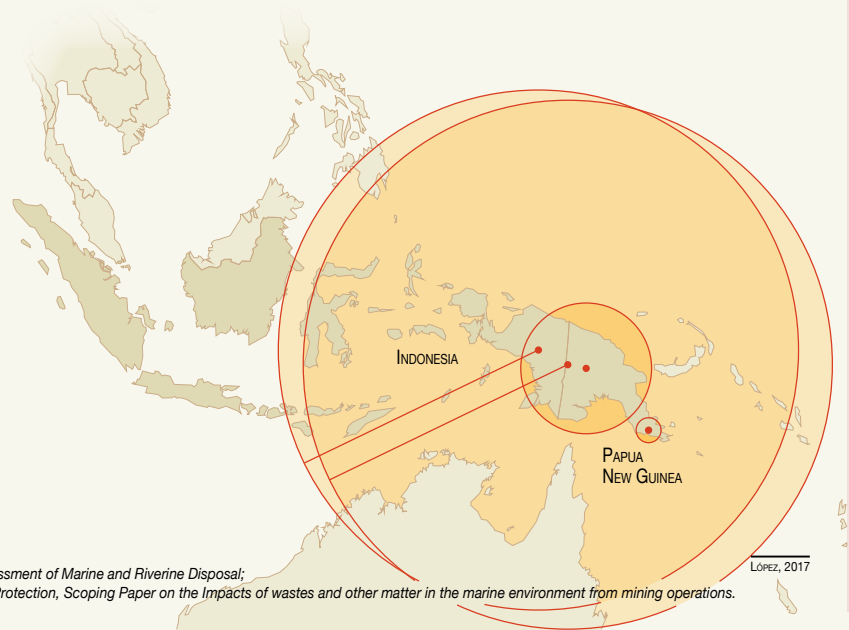 INDONESIA
PAPUA
NEW GUINEA
LÓPEZ, 2017
ssment of Marine and Riverine Disposal;
Protection, Scoping Paper on the Impacts of wastes and other matter in the marine environment from mining operations.